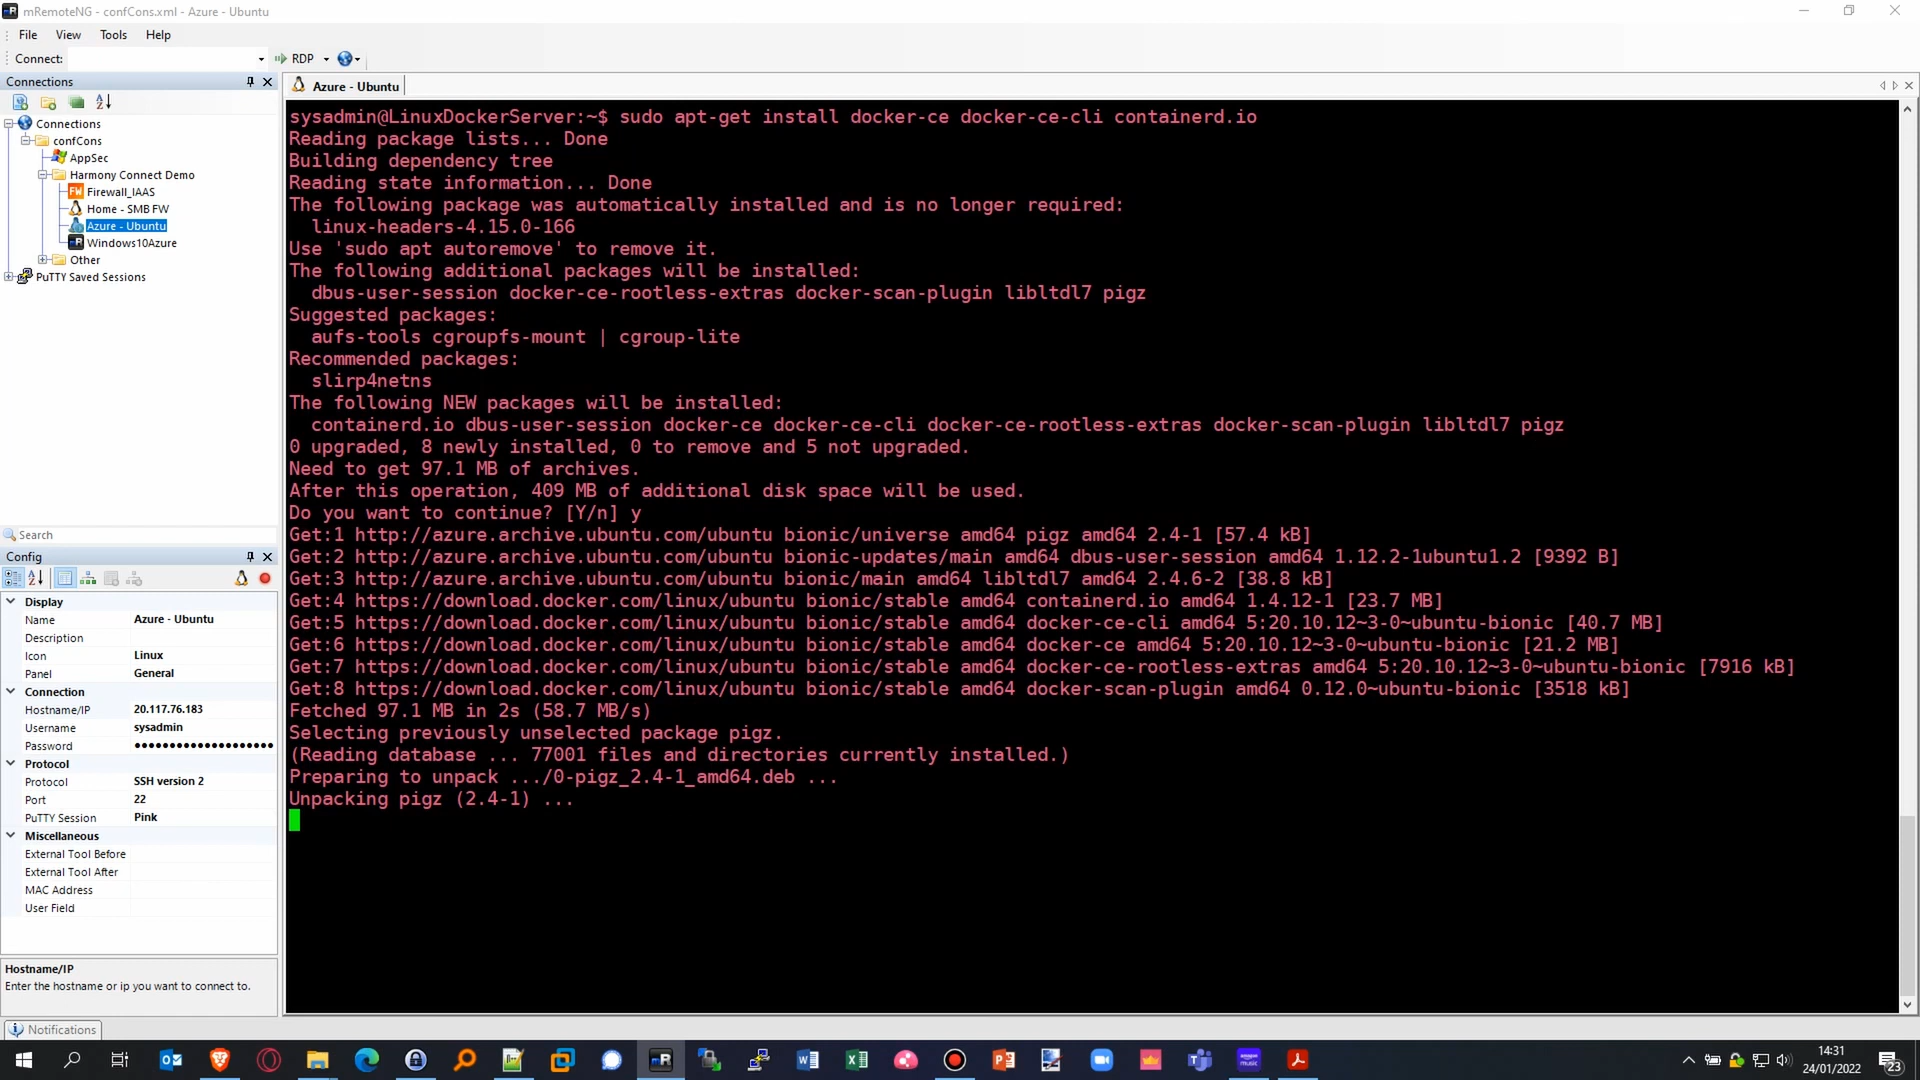 mRemoteNG - confCons.xml - Azure - Ubuntu
File View Tools Help
Connect: RDP
Connections
Connections
confCons
AppSec
Harmony Connect Demo
Firewall_IAAS
Home - SMB FW
Azure - Ubuntu
Windows10Azure
Other
PuTTY Saved Sessions
Search
Config
Display
Name Azure - Ubuntu
Description
Icon Linux
Panel General
Connection
Hostname/IP 20.117.76.183
Username sysadmin
Password ●●●●●●●●●●●●●●●●●●●●
Protocol
Protocol SSH version 2
Port 22
PuTTY Session Pink
Miscellaneous
External Tool Before
External Tool After
MAC Address
User Field
Hostname/IP
Enter the hostname or ip you want to connect to.
Notifications
Azure - Ubuntu
sysadmin@LinuxDockerServer:~$ sudo apt-get install docker-ce docker-ce-cli containerd.io
Reading package lists... Done
Building dependency tree
Reading state information... Done
The following package was automatically installed and is no longer required:
linux-headers-4.15.0-166
Use 'sudo apt autoremove' to remove it.
The following additional packages will be installed:
dbus-user-session docker-ce-rootless-extras docker-scan-plugin libltdl7 pigz
Suggested packages:
aufs-tools cgroupfs-mount | cgroup-lite
Recommended packages:
slirp4netns
The following NEW packages will be installed:
containerd.io dbus-user-session docker-ce docker-ce-cli docker-ce-rootless-extras docker-scan-plugin libltdl7 pigz
0 upgraded, 8 newly installed, 0 to remove and 5 not upgraded.
Need to get 97.1 MB of archives.
After this operation, 409 MB of additional disk space will be used.
Do you want to continue? [Y/n] y
Get:1 http://azure.archive.ubuntu.com/ubuntu bionic/universe amd64 pigz amd64 2.4-1 [57.4 kB]
Get:2 http://azure.archive.ubuntu.com/ubuntu bionic-updates/main amd64 dbus-user-session amd64 1.12.2-1ubuntu1.2 [9392 B]
Get:3 http://azure.archive.ubuntu.com/ubuntu bionic/main amd64 libltdl7 amd64 2.4.6-2 [38.8 kB]
Get:4 https://download.docker.com/linux/ubuntu bionic/stable amd64 containerd.io amd64 1.4.12-1 [23.7 MB]
Get:5 https://download.docker.com/linux/ubuntu bionic/stable amd64 docker-ce-cli amd64 5:20.10.12~3-0~ubuntu-bionic [40.7 MB]
Get:6 https://download.docker.com/linux/ubuntu bionic/stable amd64 docker-ce amd64 5:20.10.12~3-0~ubuntu-bionic [21.2 MB]
Get:7 https://download.docker.com/linux/ubuntu bionic/stable amd64 docker-ce-rootless-extras amd64 5:20.10.12~3-0~ubuntu-bionic [7916 kB]
Get:8 https://download.docker.com/linux/ubuntu bionic/stable amd64 docker-scan-plugin amd64 0.12.0~ubuntu-bionic [3518 kB]
Fetched 97.1 MB in 2s (58.7 MB/s)
Selecting previously unselected package pigz.
(Reading database ... 77001 files and directories currently installed.)
Preparing to unpack .../0-pigz_2.4-1_amd64.deb ...
Unpacking pigz (2.4-1) ...
14:31
24/01/2022
23